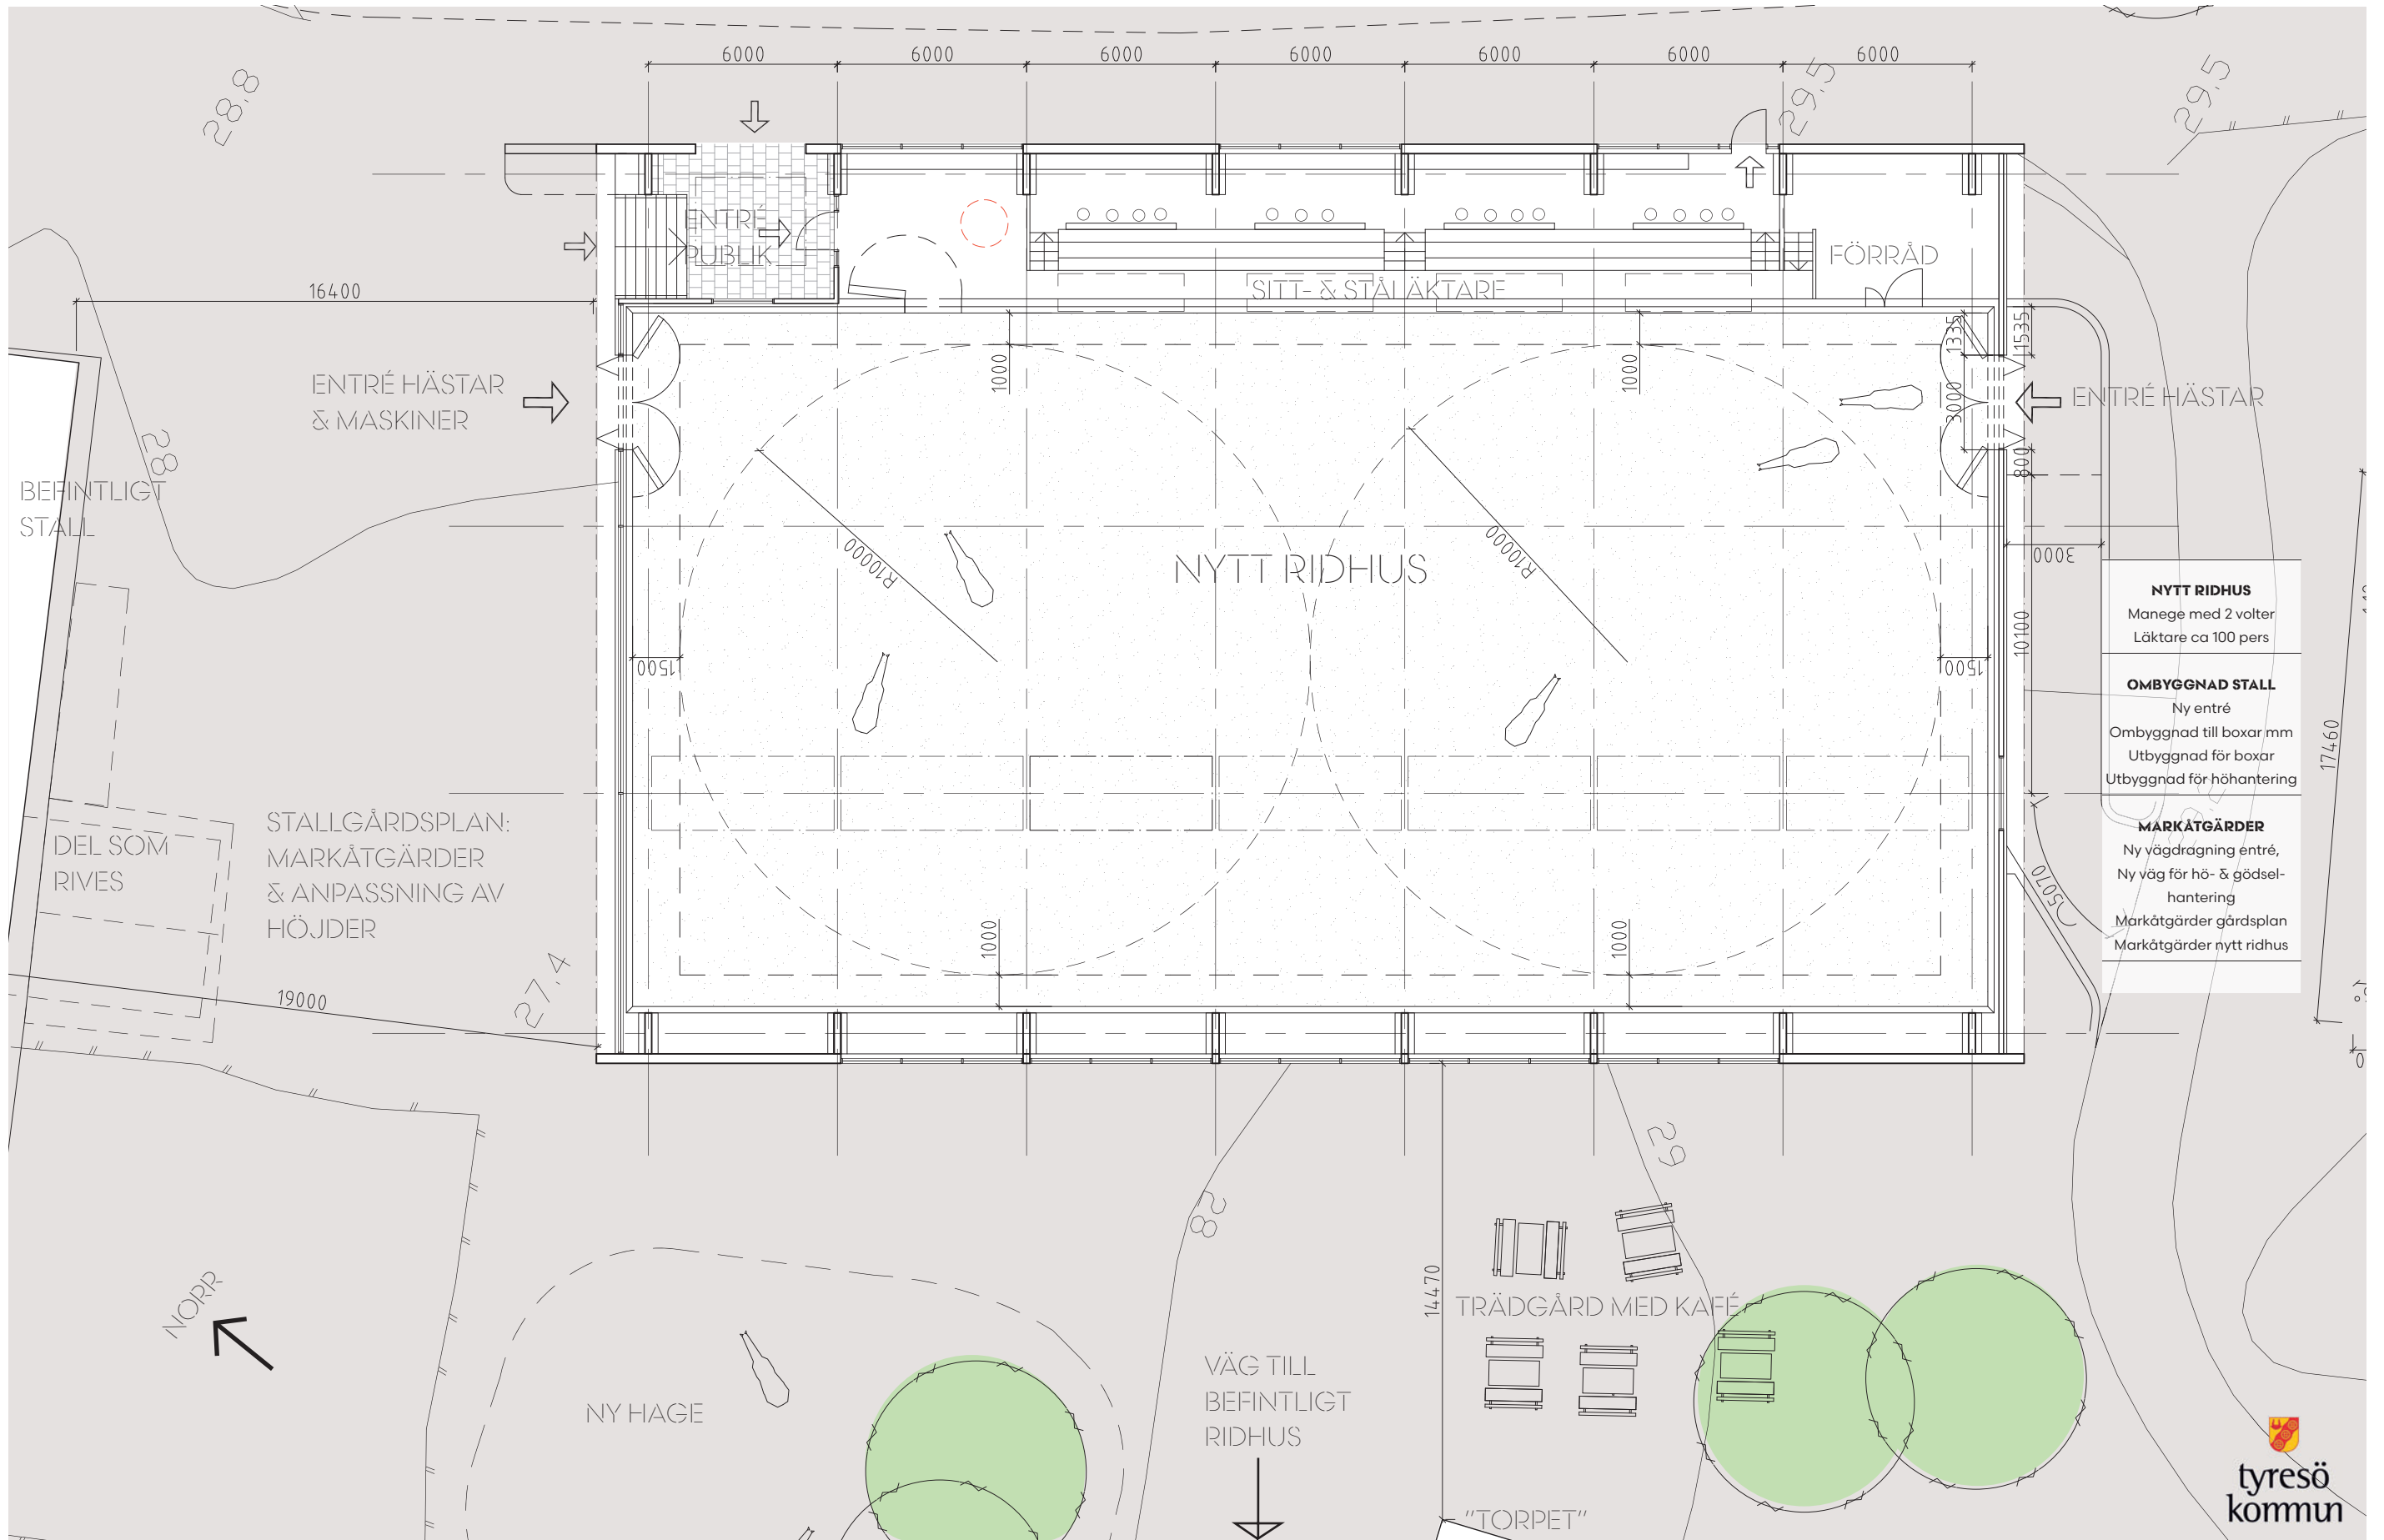 6000 6000 6000 6000 6000 6000 6000
28,8
29,5
29,5
ENTRÉ
PUBLIK
FÖRRÅD
SITT- & STÅLÄKTARE
16400
1000
1000
1335
1535
3000
800
ENTRÉ HÄSTAR
& MASKINER
ENTRÉ HÄSTAR
28
BEFINTLIGT
STALL
R100000
R100000
NYTT RIDHUS
3000
10100
1500
1500
17460
NYTT RIDHUS
Manege med 2 volter
Läktare ca 100 pers
OMBYGGNAD STALL
Ny entré
Ombyggnad till boxar mm
Utbyggnad för boxar
Utbyggnad för höhantering
MARKÅTGÄRDER
Ny vägdragning entré,
Ny väg för hö- & gödsel-
hantering
Markåtgärder gårdsplan
Markåtgärder nytt ridhus
DEL SOM
RIVES
STALLGÅRDSPLAN:
MARKÅTGÄRDER
& ANPASSNING AV
HÖJDER
5070
1000
1000
19000
27,4
29
28
NORR
14470
TRÄDGÅRD MED KAFÉ
VÄG TILL
BEFINTLIGT
RIDHUS
NY HAGE
"TORPET"
tyresö
kommun